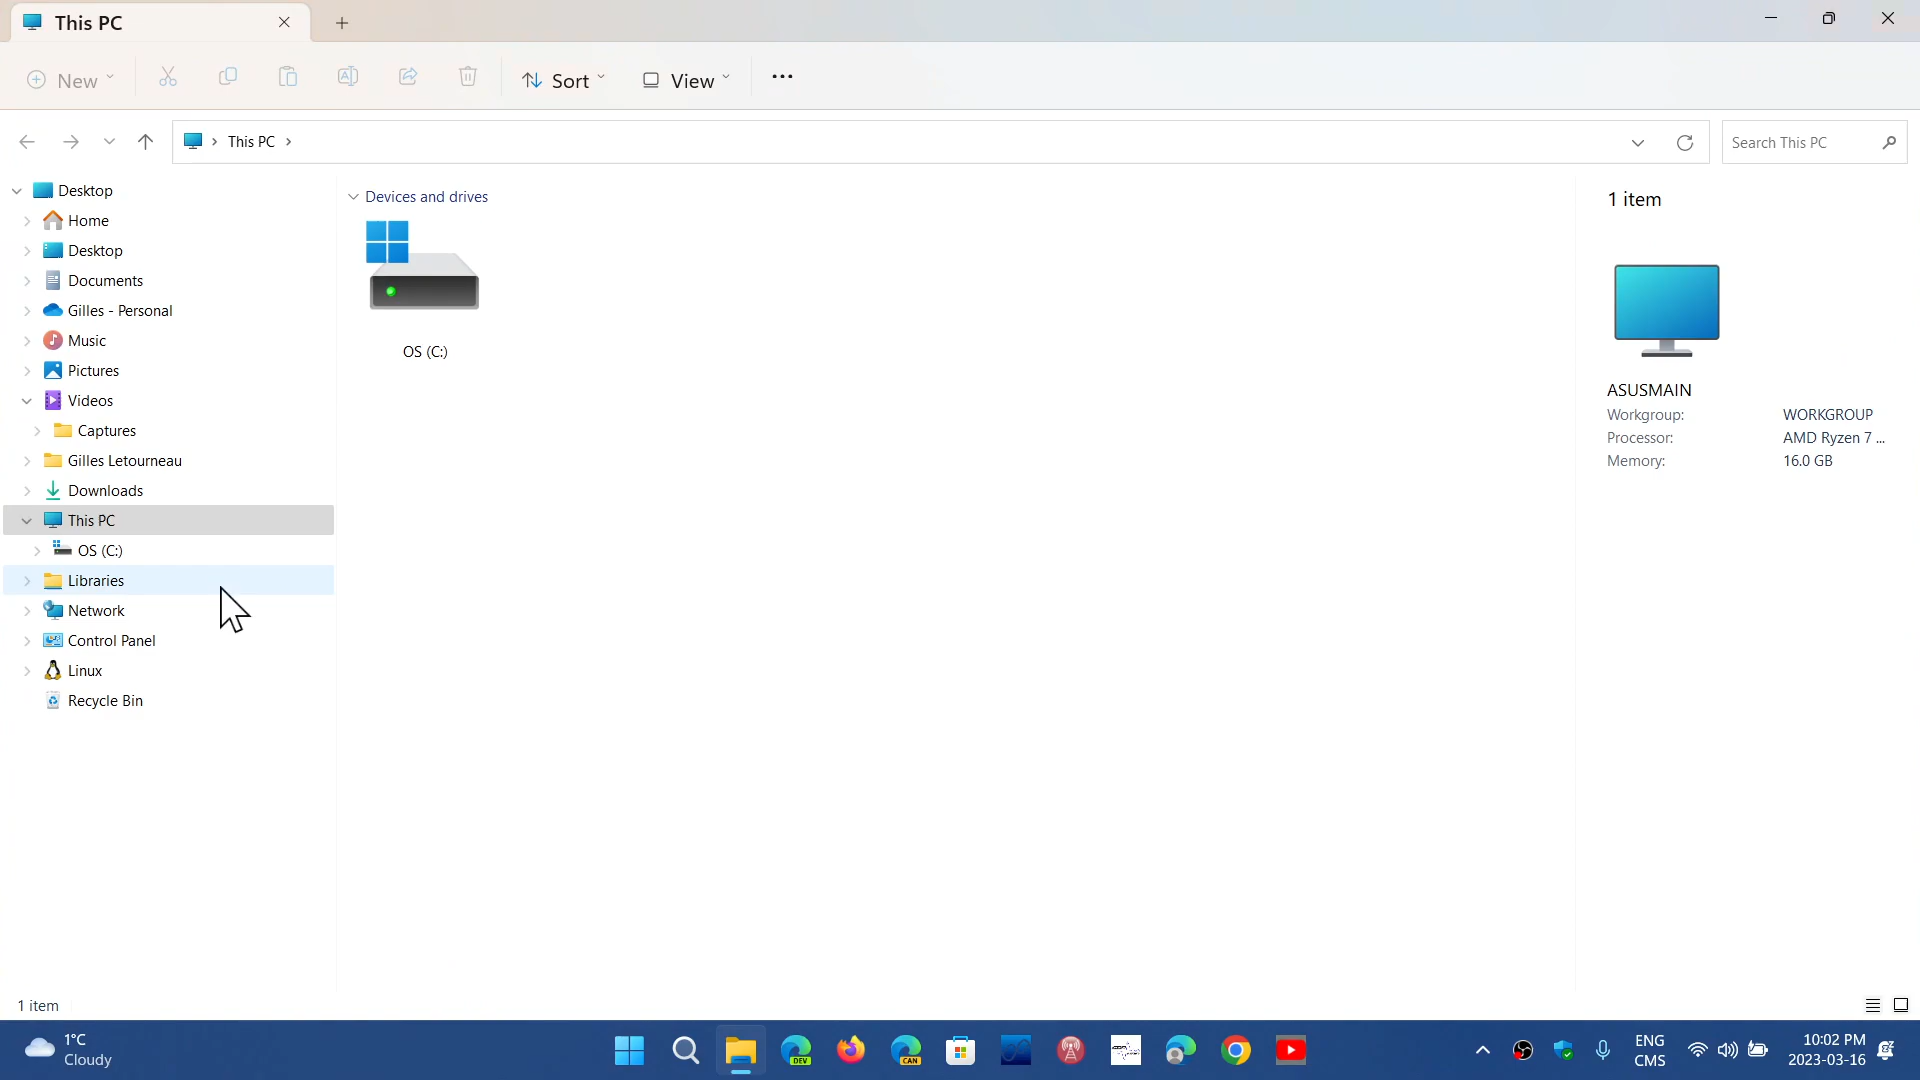 This PC
New
Sort
View
This PC
Search This PC
Desktop
Home
Desktop
Documents
Gilles - Personal
Music
Pictures
Videos
Captures
Gilles Letourneau
Downloads
This PC
OS (C:)
Libraries
Network
Control Panel
Linux
Recycle Bin
Devices and drives
OS (C:)
1 item
ASUSMAIN
Workgroup: WORKGROUP
Processor: AMD Ryzen 7 ...
Memory: 16.0 GB
1 item
1°C
Cloudy
DEV
CAN
ENG
CMS
10:02 PM
2023-03-16